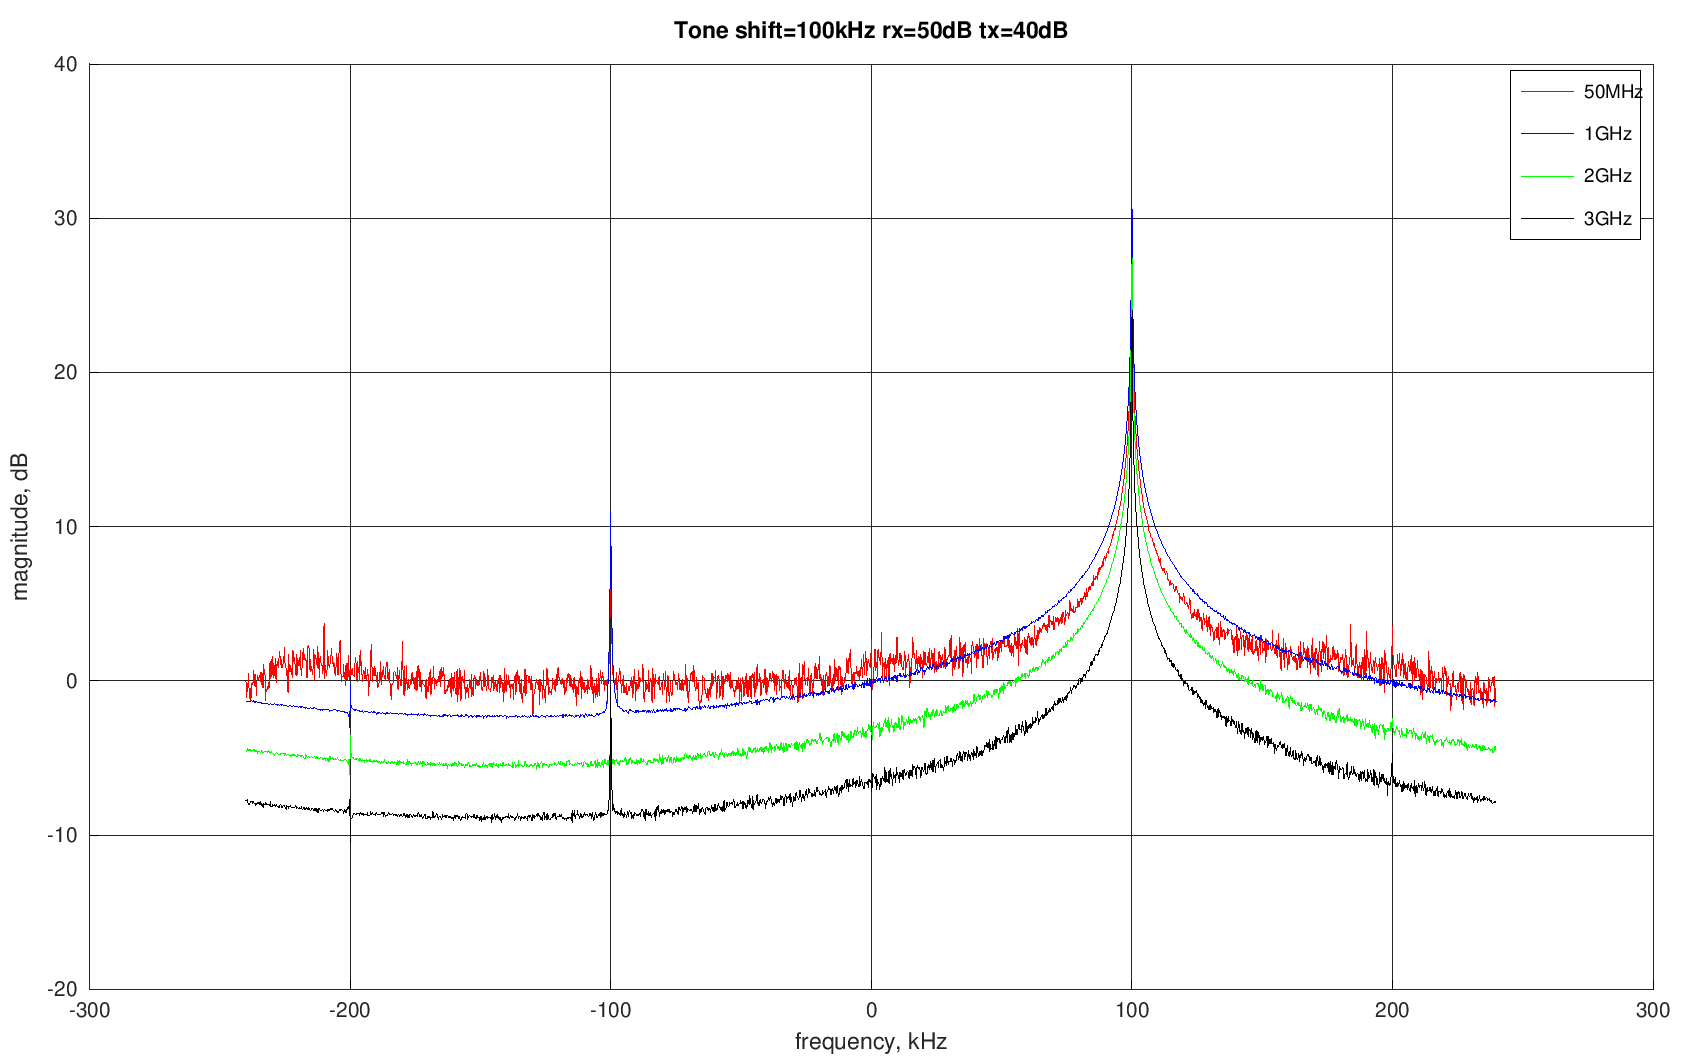 Tone shift=100kHz rx=50dB tx=40dB
40
30
20
10
0
-10
-20
magnitude, dB
-300
-200
-100
0
100
200
300
frequency, kHz
50MHz
1GHz
2GHz
3GHz